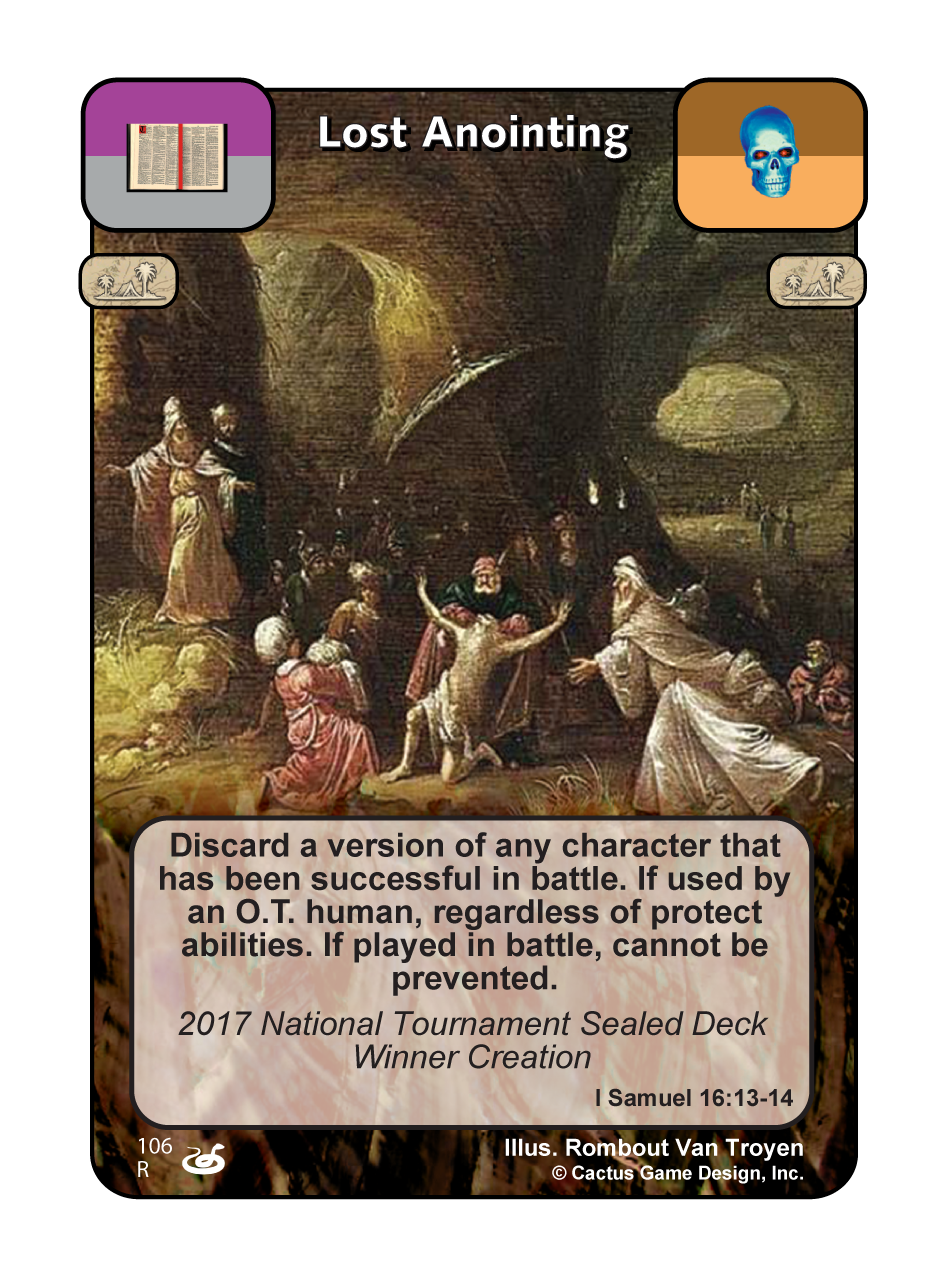 Lost Anointing
Discard a version of any character that
has been successful in battle. If used by
an O.T. human, regardless of protect
abilities. If played in battle, cannot be
prevented.
2017 National Tournament Sealed Deck
Winner Creation
I Samuel 16:13-14
106
R
Illus. Rombout Van Troyen
© Cactus Game Design, Inc.